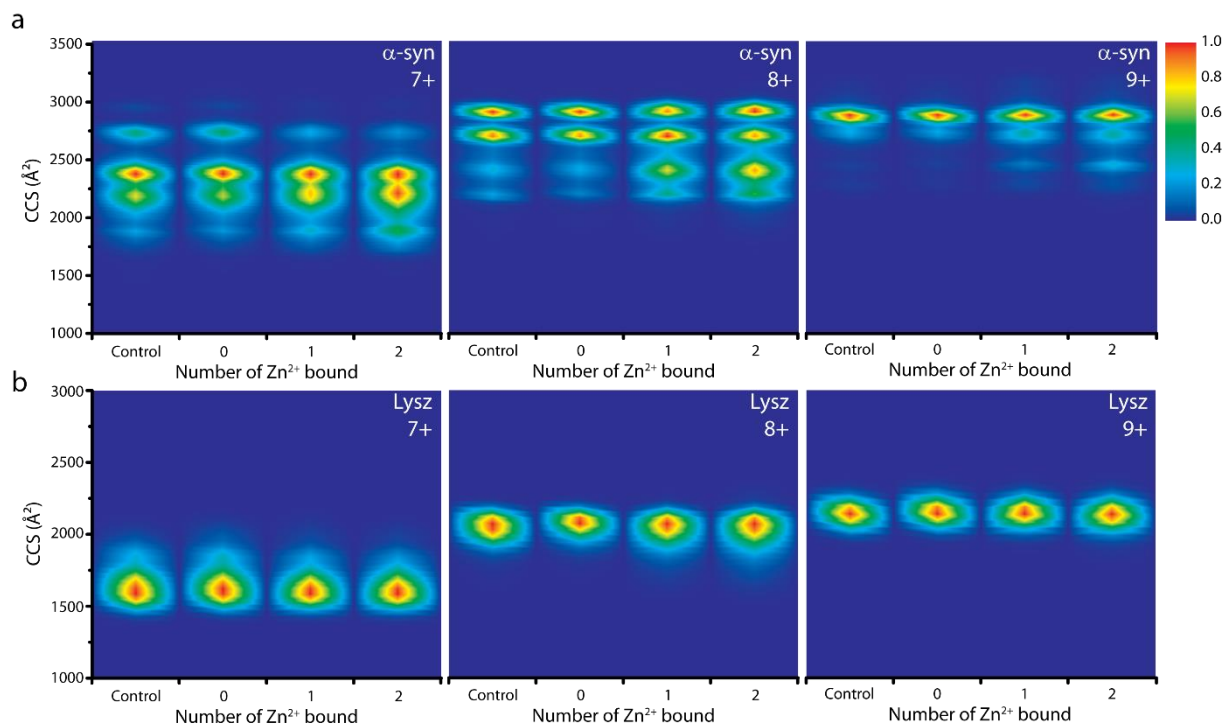 a
α-syn
7+
α-syn
8+
α-syn
9+
CCS (Å²)
3500
3000
2500
2000
1500
1000
1.0
0.8
0.6
0.4
0.2
0.0
Control 0 1 2
Control 0 1 2
Control 0 1 2
Number of Zn²⁺ bound
Number of Zn²⁺ bound
Number of Zn²⁺ bound
b
Lysz
7+
Lysz
8+
Lysz
9+
CCS (Å²)
3000
2500
2000
1500
1000
Control 0 1 2
Control 0 1 2
Control 0 1 2
Number of Zn²⁺ bound
Number of Zn²⁺ bound
Number of Zn²⁺ bound